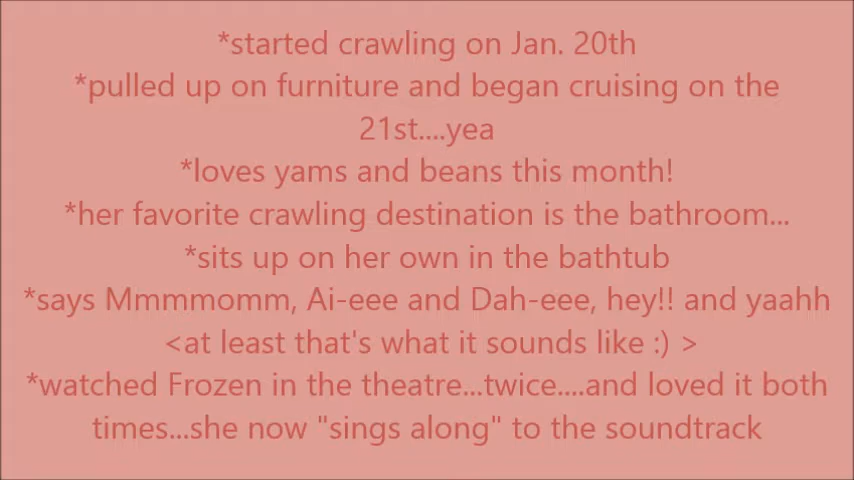 *started crawling on Jan. 20th
*pulled up on furniture and began cruising on the
21st....yea
*loves yams and beans this month!
*her favorite crawling destination is the bathroom...
*sits up on her own in the bathtub
*says Mmmmomm, Ai-eee and Dah-eee, hey!! and yaahh
<at least that's what it sounds like :) >
*watched Frozen in the theatre...twice....and loved it both
times...she now "sings along" to the soundtrack